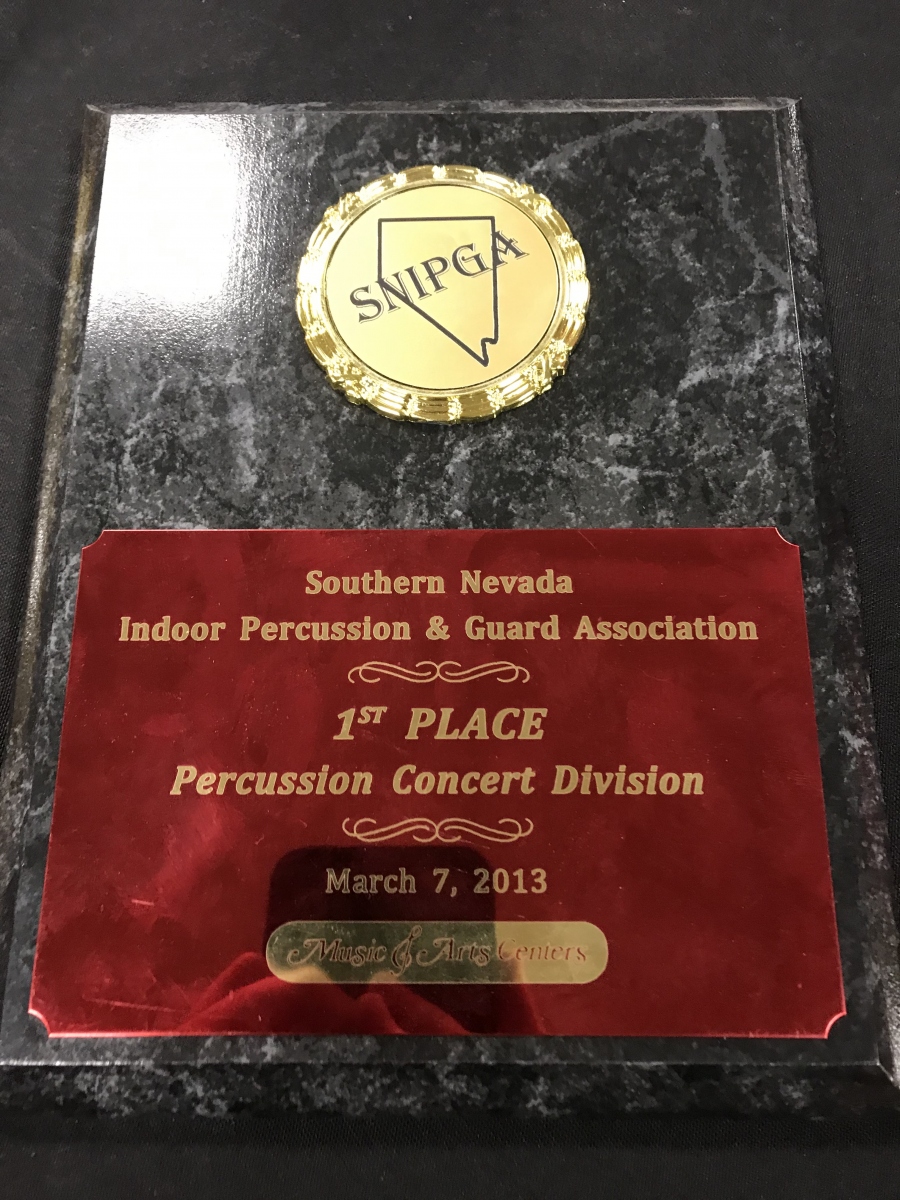 SNIPGA
Southern Nevada
Indoor Percussion & Guard Association
1ST PLACE
Percussion Concert Division
March 7, 2013
Music & Arts Centers